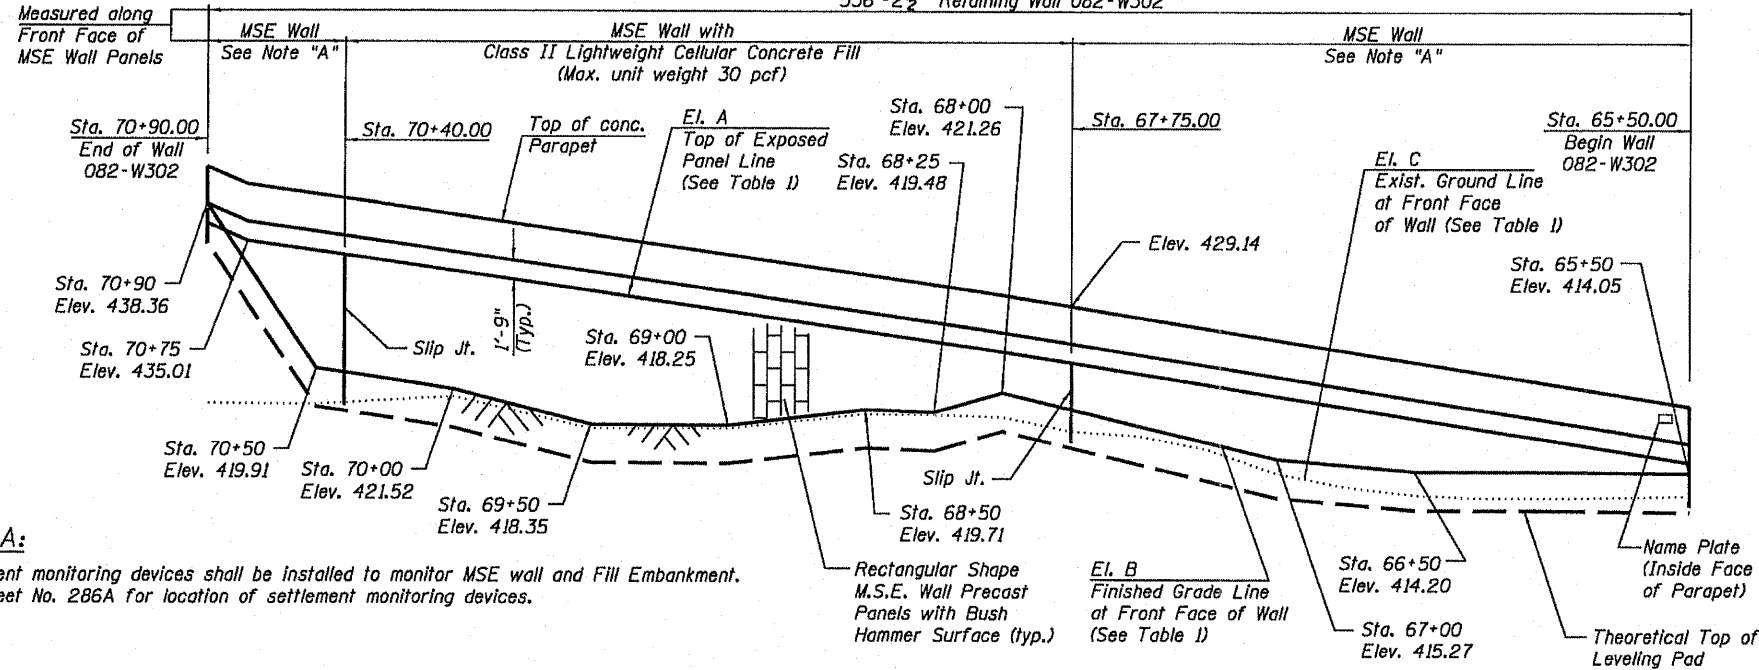 Measured along
Front Face of
MSE Wall Panels
Retaining Wall 082-W302
MSE Wall
See Note "A"
MSE Wall with
Class II Lightweight Cellular Concrete Fill
(Max. unit weight 30 pcf)
MSE Wall
See Note "A"
Sta. 70+90.00
End of Wall
082-W302
Sta. 70+40.00
Top of conc.
Parapet
El. A
Top of Exposed
Panel Line
(See Table 1)
Sta. 68+00
Elev. 421.26
Sta. 68+25
Elev. 419.48
Sta. 67+75.00
Sta. 65+50.00
Begin Wall
082-W302
El. C
Exist. Ground Line
at Front Face
of Wall (See Table 1)
Elev. 429.14
Sta. 65+50
Elev. 414.05
Sta. 70+90
Elev. 438.36
Sta. 70+75
Elev. 435.01
Slip Jt.
1'-9"
(Typ.)
Sta. 69+00
Elev. 418.25
Sta. 70+50
Elev. 419.91
Sta. 70+00
Elev. 421.52
Sta. 69+50
Elev. 418.35
Slip Jt.
Sta. 68+50
Elev. 419.71
Rectangular Shape
M.S.E. Wall Precast
Panels with Bush
Hammer Surface (typ.)
El. B
Finished Grade Line
at Front Face of Wall
(See Table 1)
Sta. 66+50
Elev. 414.20
Sta. 67+00
Elev. 415.27
Name Plate
(Inside Face
of Parapet)
Theoretical Top of
Leveling Pad
A:
ent monitoring devices shall be installed to monitor MSE wall and Fill Embankment.
eet No. 286A for location of settlement monitoring devices.